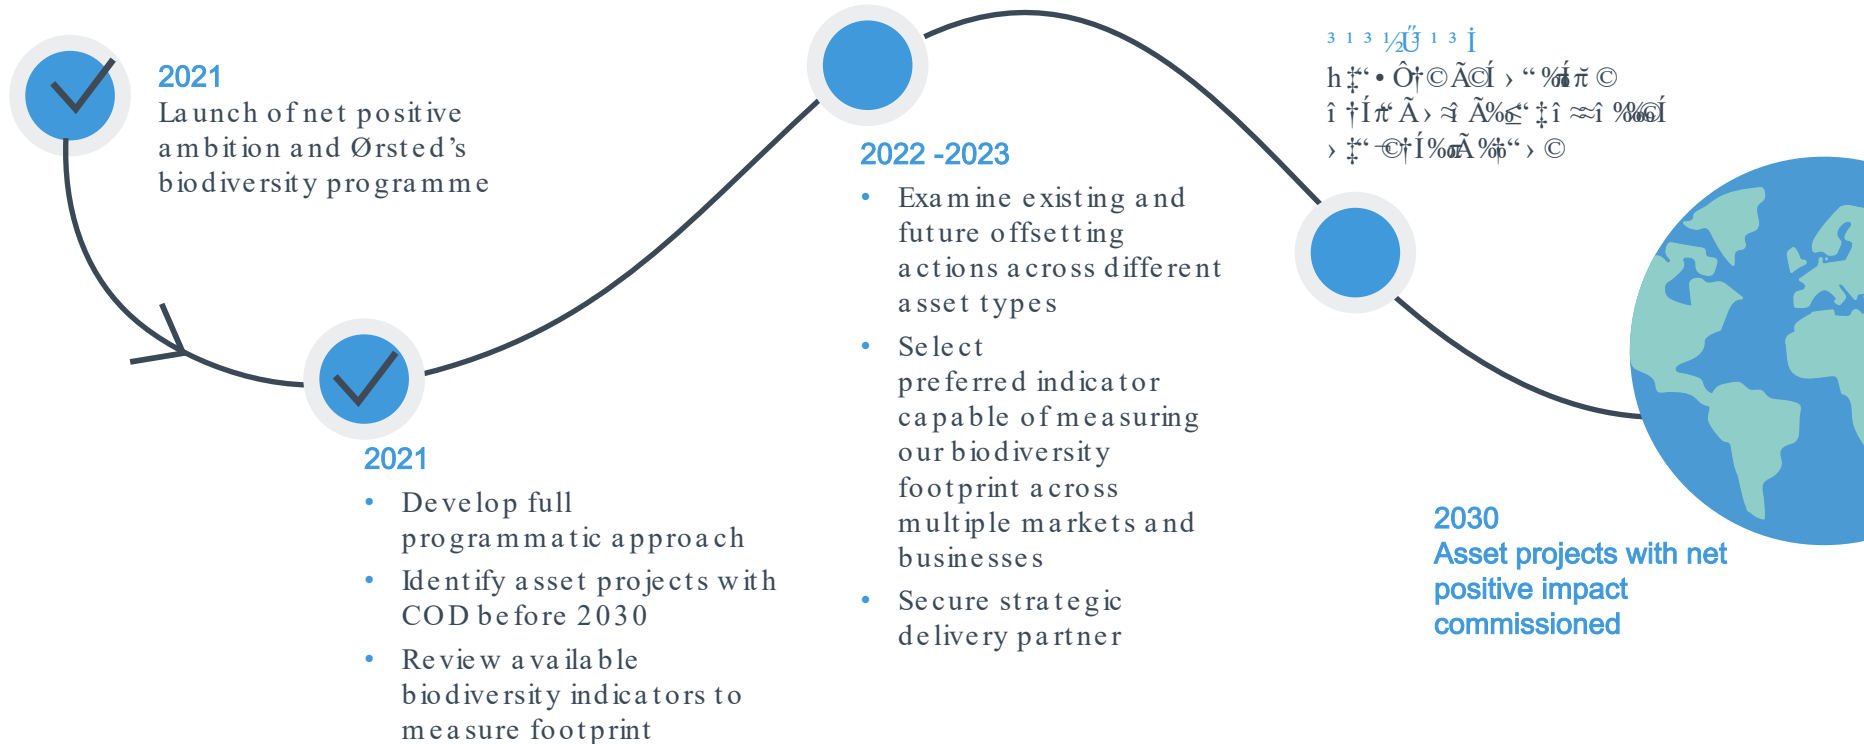 2021
Launch of net positive
ambition and Ørsted’s
biodiversity programme
2021
• Develop full
programmatic approach
• Identify asset projects with
COD before 2030
• Review available
biodiversity indicators to
measure footprint
2022 -2023
• Examine existing and
future offsetting
actions across different
asset types
• Select
preferred indicator
capable of measuring
our biodiversity
footprint across
multiple markets and
businesses
• Secure strategic
delivery partner
2030
Asset projects with net
positive impact
commissioned